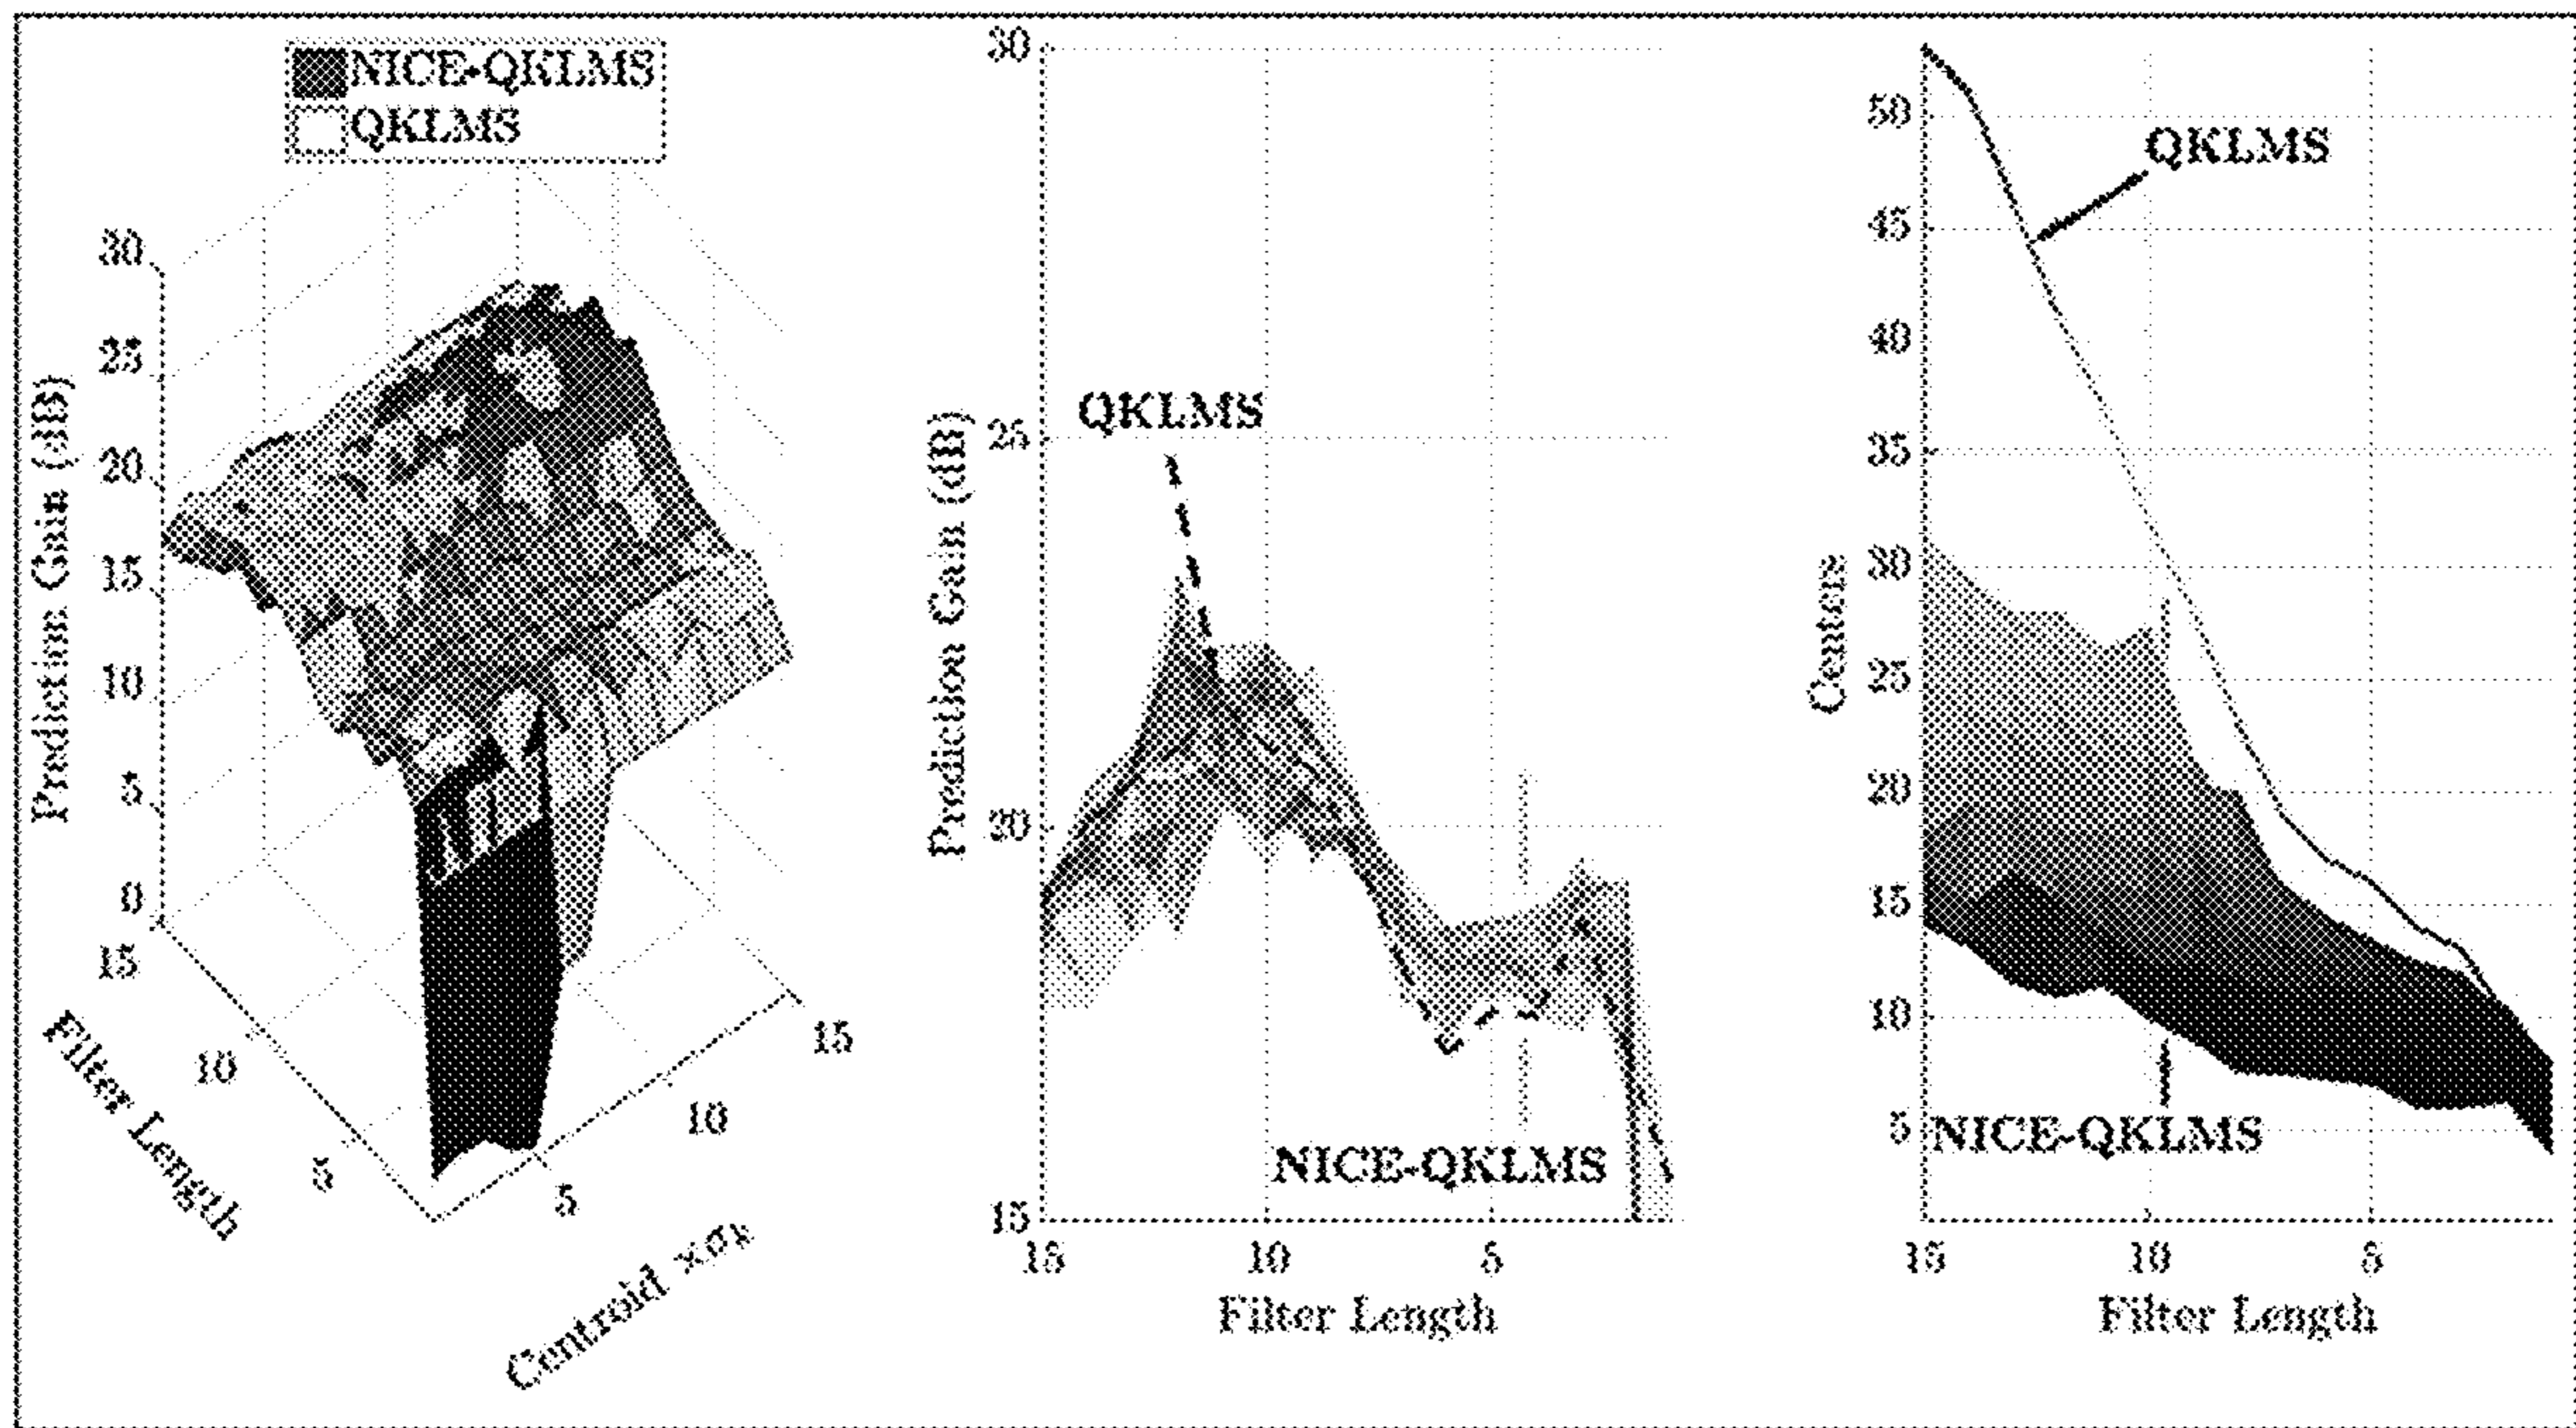 NICE-QKLMS
QKLMS
Prediction Gain (dB)
30
25
20
15
10
5
0
15
10
5
Filter Length
5
10
15
Centroid ×σ
Prediction Gain (dB)
30
25
20
15
QKLMS
NICE-QKLMS
15
10
5
Filter Length
Centers
50
45
40
35
30
25
20
15
10
5
QKLMS
NICE-QKLMS
15
10
5
Filter Length